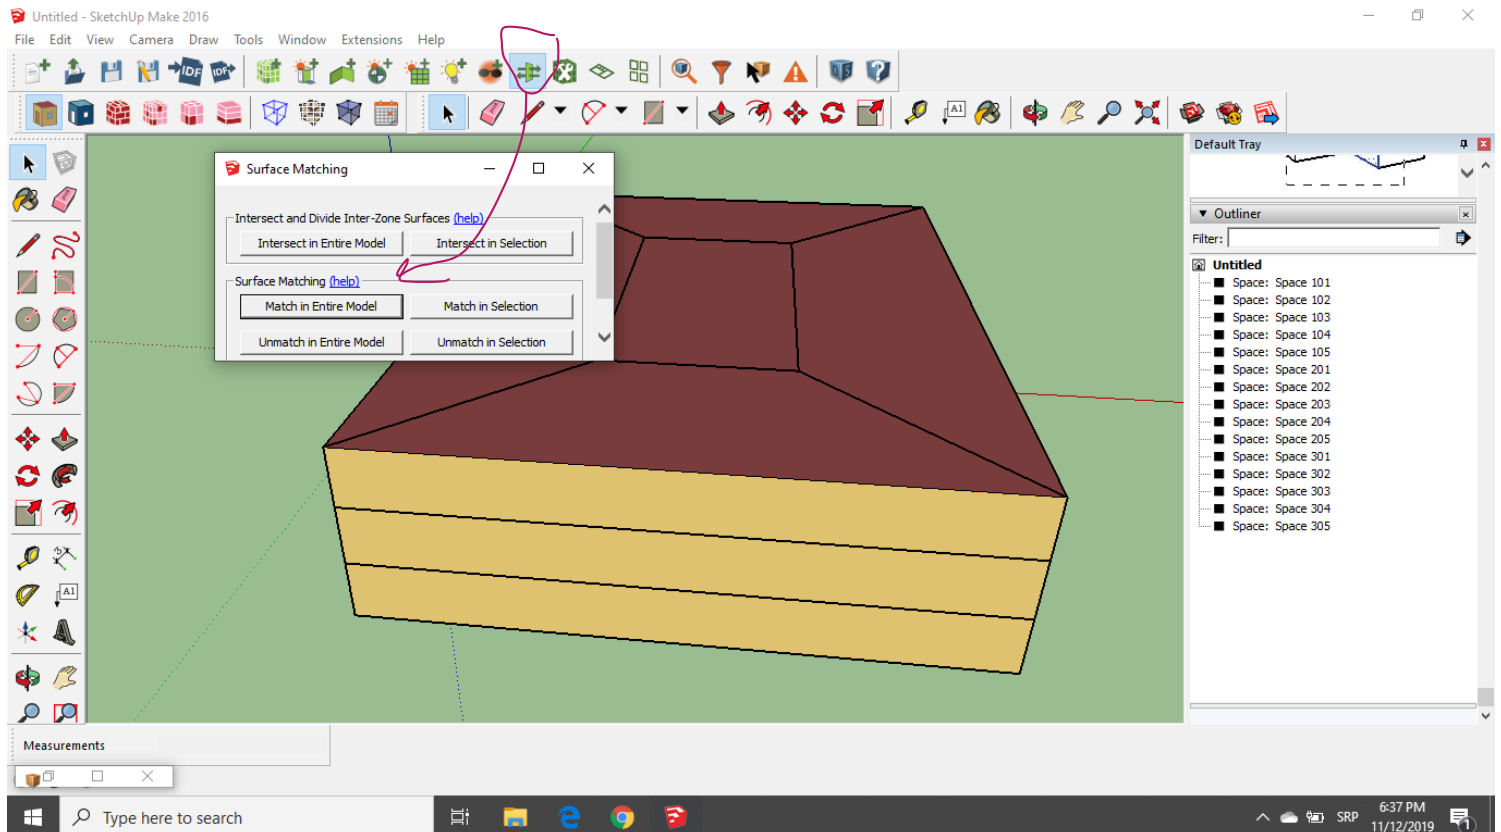 Untitled - SketchUp Make 2016
File Edit View Camera Draw Tools Window Extensions Help
IDF IDF
A1
Default Tray
Surface Matching
Intersect and Divide Inter-Zone Surfaces (help)
Intersect in Entire Model Intersect in Selection
Surface Matching (help)
Match in Entire Model Match in Selection
Unmatch in Entire Model Unmatch in Selection
Outliner
Filter:
Untitled
Space: Space 101
Space: Space 102
Space: Space 103
Space: Space 104
Space: Space 105
Space: Space 201
Space: Space 202
Space: Space 203
Space: Space 204
Space: Space 205
Space: Space 301
Space: Space 302
Space: Space 303
Space: Space 304
Space: Space 305
A1
Measurements
Type here to search
SRP
6:37 PM
11/12/2019
1